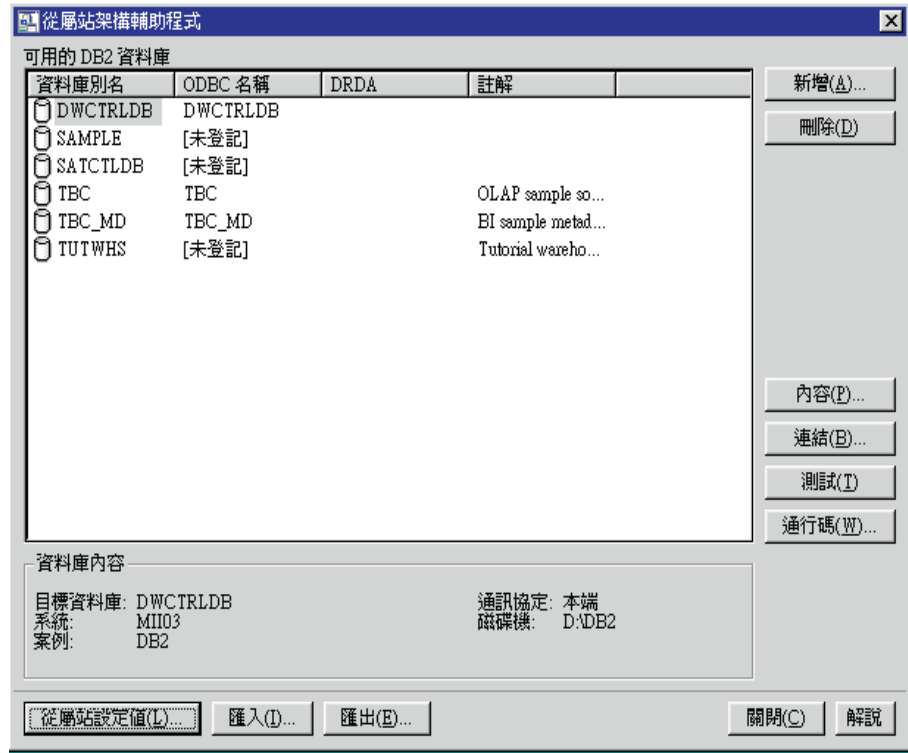 從屬站架構輔助程式
可用的 DB2 資料庫
資料庫別名 ODBC 名稱 DRDA 註解
DWCTRLDB DWCTRLDB
SAMPLE [未登記]
SATCTLDB [未登記]
TBC TBC OLAP sample so...
TBC_MD TBC_MD BI sample metad...
TUTWHS [未登記] Tutorial wareho...
新增(A)...
刪除(D)
內容(P)...
連結(B)...
測試(T)
通行碼(W)...
資料庫內容
目標資料庫: DWCTRLDB 通訊協定: 本端
系統: MII03 磁碟機: D:\DB2
案例: DB2
從屬站設定值(L)... 匯入(I)... 匯出(E)... 關閉(C) 解說